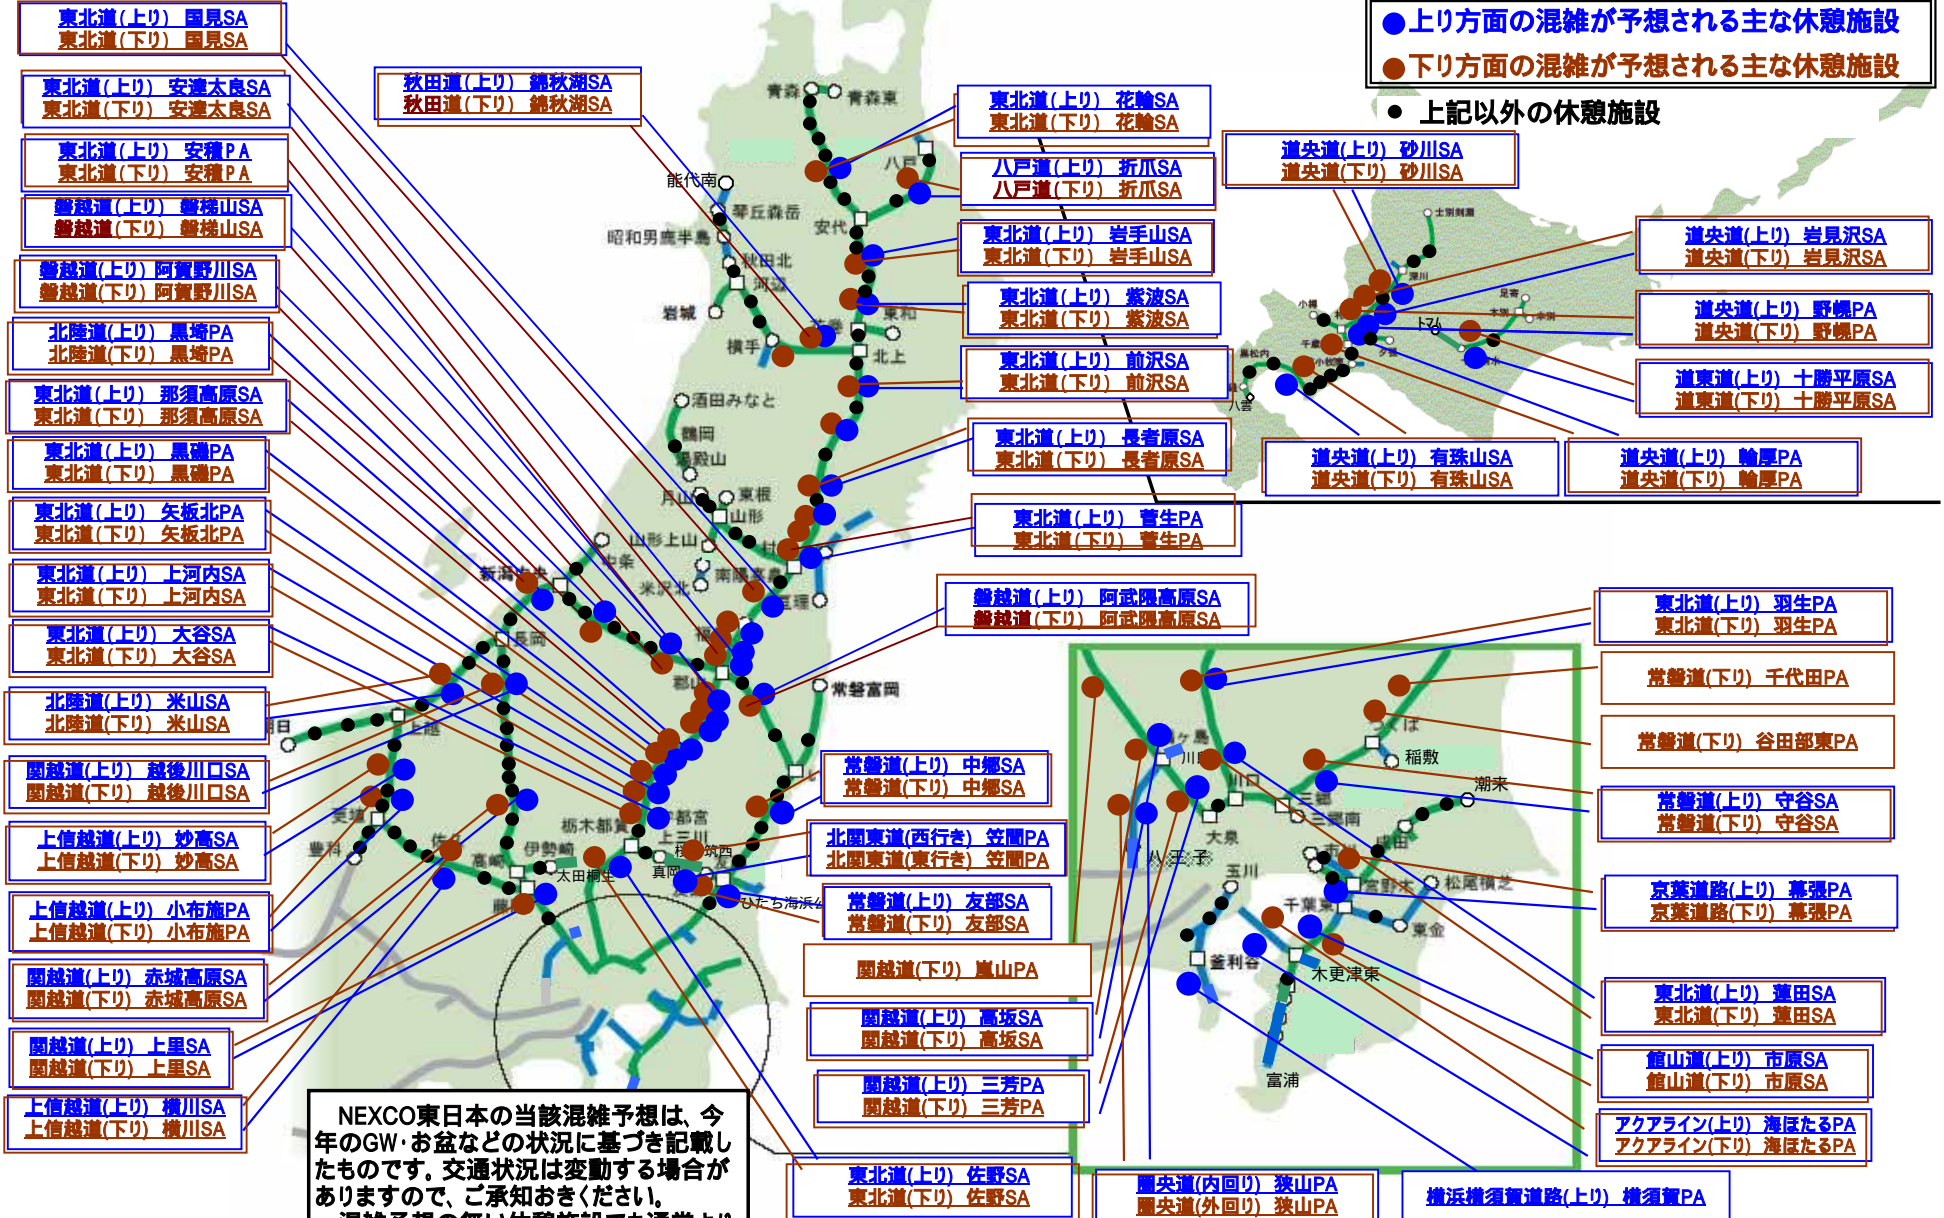 東北道(上り) 国見SA
東北道(下り) 国見SA
東北道(上り) 安達太良SA
東北道(下り) 安達太良SA
東北道(上り) 安積PA
東北道(下り) 安積PA
磐越道(上り) 磐梯山SA
磐越道(下り) 磐梯山SA
磐越道(上り) 阿賀野川SA
磐越道(下り) 阿賀野川SA
北陸道(上り) 黒埼PA
北陸道(下り) 黒埼PA
東北道(上り) 那須高原SA
東北道(下り) 那須高原SA
東北道(上り) 黒磯PA
東北道(下り) 黒磯PA
東北道(上り) 矢板北PA
東北道(下り) 矢板北PA
東北道(上り) 上河内SA
東北道(下り) 上河内SA
東北道(上り) 大谷SA
東北道(下り) 大谷SA
北陸道(上り) 米山SA
北陸道(下り) 米山SA
関越道(上り) 越後川口SA
関越道(下り) 越後川口SA
上信越道(上り) 妙高SA
上信越道(下り) 妙高SA
上信越道(上り) 小布施PA
上信越道(下り) 小布施PA
関越道(上り) 赤城高原SA
関越道(下り) 赤城高原SA
関越道(上り) 上里SA
関越道(下り) 上里SA
上信越道(上り) 横川SA
上信越道(下り) 横川SA
秋田道(上り) 錦秋湖SA
秋田道(下り) 錦秋湖SA
東北道(上り) 花輪SA
東北道(下り) 花輪SA
八戸道(上り) 折爪SA
八戸道(下り) 折爪SA
東北道(上り) 岩手山SA
東北道(下り) 岩手山SA
東北道(上り) 紫波SA
東北道(下り) 紫波SA
東北道(上り) 前沢SA
東北道(下り) 前沢SA
東北道(上り) 長者原SA
東北道(下り) 長者原SA
東北道(上り) 菅生PA
東北道(下り) 菅生PA
磐越道(上り) 阿武隈高原SA
磐越道(下り) 阿武隈高原SA
常磐道(上り) 中郷SA
常磐道(下り) 中郷SA
北関東道(西行き) 笠間PA
北関東道(東行き) 笠間PA
常磐道(上り) 友部SA
常磐道(下り) 友部SA
関越道(下り) 嵐山PA
関越道(上り) 高坂SA
関越道(下り) 高坂SA
関越道(上り) 三芳PA
関越道(下り) 三芳PA
東北道(上り) 佐野SA
東北道(下り) 佐野SA
圏央道(内回り) 狭山PA
圏央道(外回り) 狭山PA
横浜横須賀道路(上り) 横須賀PA
●上り方面の混雑が予想される主な休憩施設
●下り方面の混雑が予想される主な休憩施設
● 上記以外の休憩施設
道央道(上り) 砂川SA
道央道(下り) 砂川SA
道央道(上り) 岩見沢SA
道央道(下り) 岩見沢SA
道央道(上り) 野幌PA
道央道(下り) 野幌PA
道東道(上り) 十勝平原SA
道東道(下り) 十勝平原SA
道央道(上り) 有珠山SA
道央道(下り) 有珠山SA
道央道(上り) 輪厚PA
道央道(下り) 輪厚PA
東北道(上り) 羽生PA
東北道(下り) 羽生PA
常磐道(下り) 千代田PA
常磐道(下り) 谷田部東PA
常磐道(上り) 守谷SA
常磐道(下り) 守谷SA
京葉道路(上り) 幕張PA
京葉道路(下り) 幕張PA
東北道(上り) 蓮田SA
東北道(下り) 蓮田SA
館山道(上り) 市原SA
館山道(下り) 市原SA
アクアライン(上り) 海ほたるPA
アクアライン(下り) 海ほたるPA
青森
青森東
八戸
能代南
琴丘森岳
昭和男鹿半島
安代
秋田北
河辺
岩城
東和
横手
北上
酒田みなと
鶴岡
湯殿山
月山
東根
山形
山形上山
中条
米沢北
亘理
長岡
郡山
常磐富岡
上越
豊科
高崎
伊勢崎
太田桐生
栃木都賀
上三川
真岡
士別剣淵
深川
小樽
足寄
本別
トマム
千歳
夕張
黒松内
八雲
川口
三郷
三郷南
つくば
稲敷
潮来
大泉
八王子
玉川
成田
宮野木
松尾横芝
千葉東
東金
釜利谷
木更津東
富浦
NEXCO東日本の当該混雑予想は、今
年のGW・お盆などの状況に基づき記載し
たものです。交通状況は変動する場合が
ありますので、ご承知おきください。